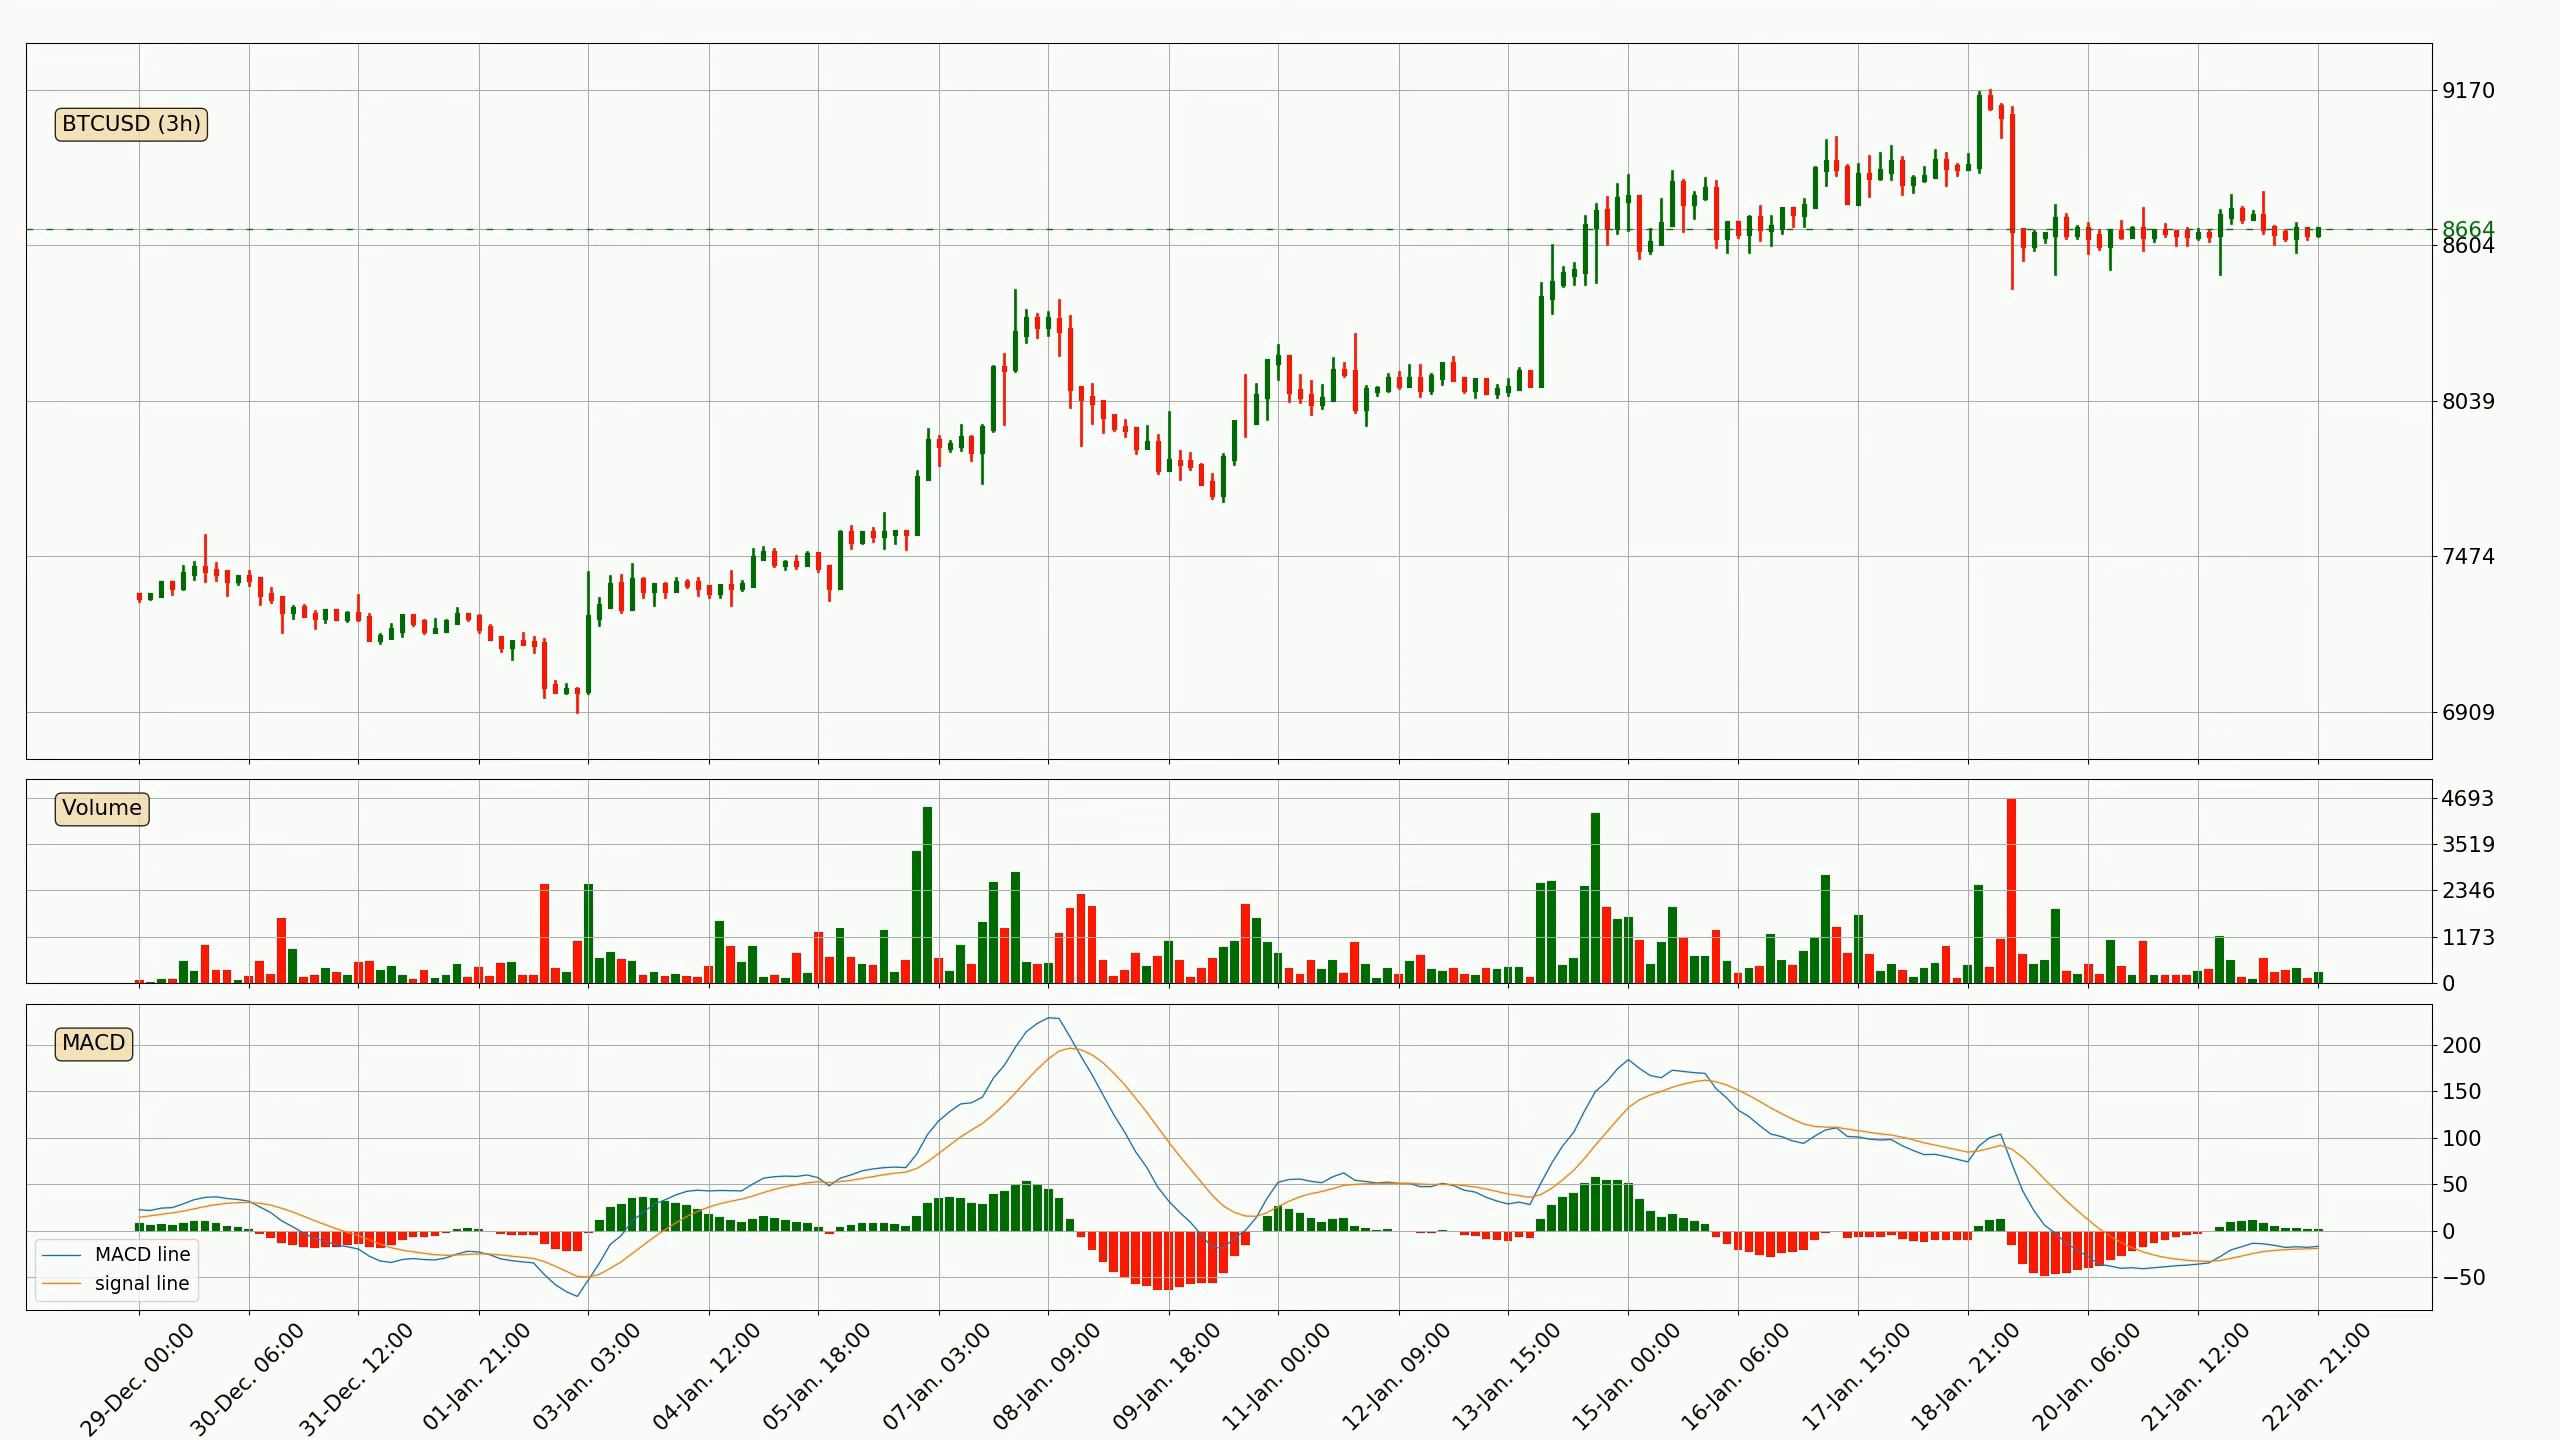 BTCUSD (3h)
9170
8664
8604
8039
7474
6909
Volume
4693
3519
2346
1173
0
MACD
200
150
100
50
0
−50
MACD line
signal line
29-Dec. 00:00
30-Dec. 06:00
31-Dec. 12:00
01-Jan. 21:00
03-Jan. 03:00
04-Jan. 12:00
05-Jan. 18:00
07-Jan. 03:00
08-Jan. 09:00
09-Jan. 18:00
11-Jan. 00:00
12-Jan. 09:00
13-Jan. 15:00
15-Jan. 00:00
16-Jan. 06:00
17-Jan. 15:00
18-Jan. 21:00
20-Jan. 06:00
21-Jan. 12:00
22-Jan. 21:00